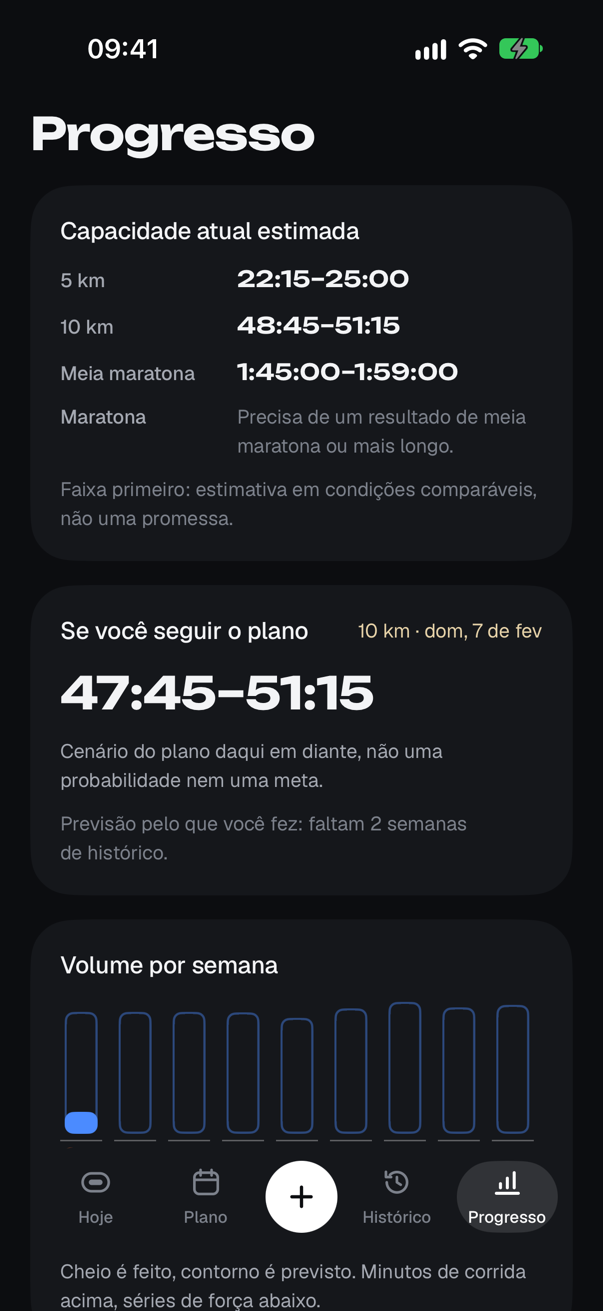 09:41
Progresso
Capacidade atual estimada
5 km 22:15–25:00
10 km 48:45–51:15
Meia maratona 1:45:00–1:59:00
Maratona Precisa de um resultado de meia
maratona ou mais longo.
Faixa primeiro: estimativa em condições comparáveis,
não uma promessa.
Se você seguir o plano 10 km · dom, 7 de fev
47:45–51:15
Cenário do plano daqui em diante, não uma
probabilidade nem uma meta.
Previsão pelo que você fez: faltam 2 semanas
de histórico.
Volume por semana
Hoje Plano + Histórico Progresso
Cheio é feito, contorno é previsto. Minutos de corrida
acima, séries de força abaixo.